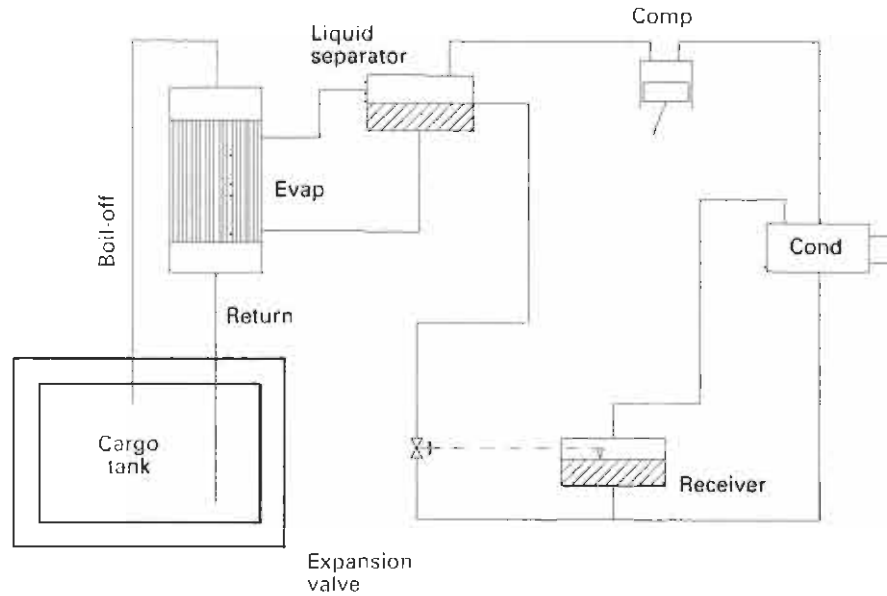 Comp
Liquid
separator
Evap
Boil-off
Cond
Return
Cargo
tank
Receiver
Expansion
valve